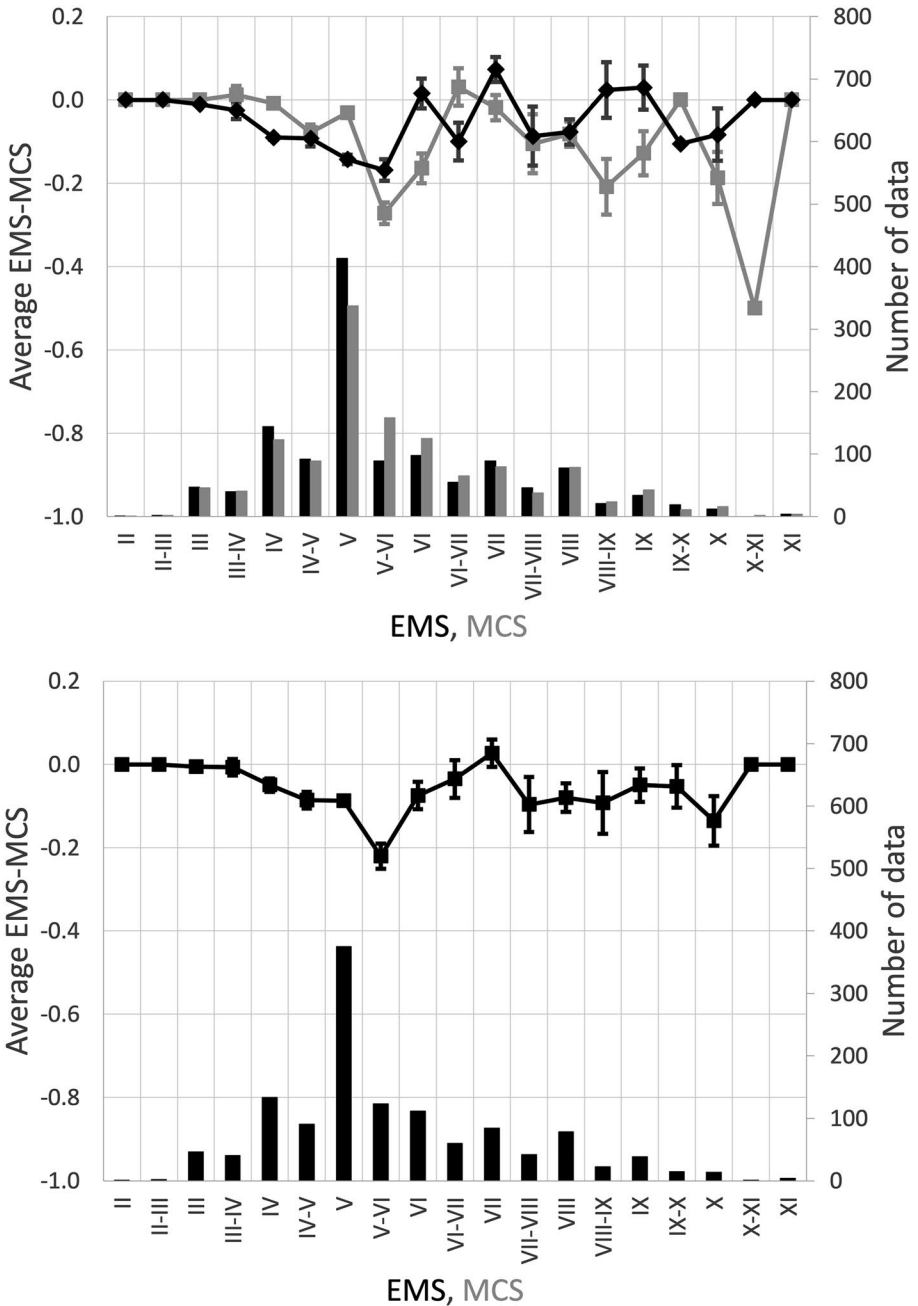 0.2
0.0
-0.2
-0.4
-0.6
-0.8
-1.0
Average EMS-MCS
800
700
600
500
400
300
200
100
0
Number of data
II
II-III
III
III-IV
IV
IV-V
V
V-VI
VI
VI-VII
VII
VII-VIII
VIII
VIII-IX
IX
IX-X
X
X-XI
XI
EMS, MCS
0.2
0.0
-0.2
-0.4
-0.6
-0.8
-1.0
Average EMS-MCS
800
700
600
500
400
300
200
100
0
Number of data
II
II-III
III
III-IV
IV
IV-V
V
V-VI
VI
VI-VII
VII
VII-VIII
VIII
VIII-IX
IX
IX-X
X
X-XI
XI
EMS, MCS